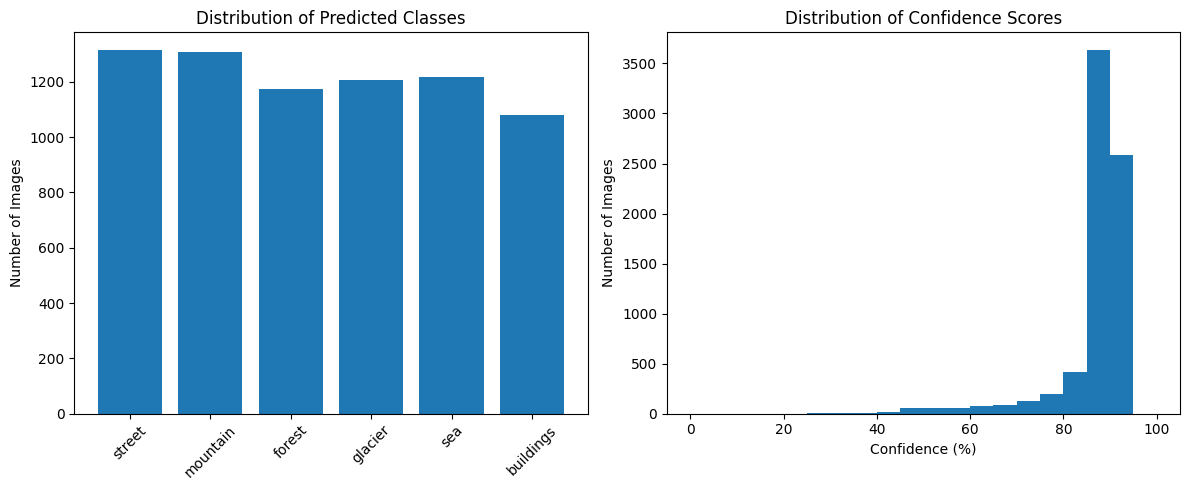 Distribution of Predicted Classes
Number of Images
0
200
400
600
800
1000
1200
street
mountain
forest
glacier
sea
buildings
Distribution of Confidence Scores
Number of Images
0
500
1000
1500
2000
2500
3000
3500
0 20 40 60 80 100
Confidence (%)